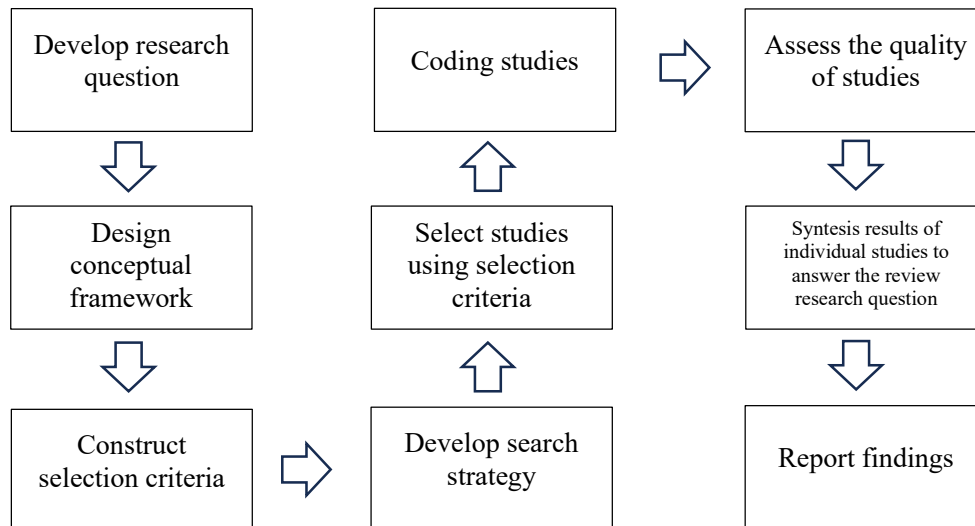 Develop research
question
Design
conceptual
framework
Construct
selection criteria
Develop search
strategy
Select studies
using selection
criteria
Coding studies
Assess the quality
of studies
Syntesis results of
individual studies to
answer the review
research question
Report findings